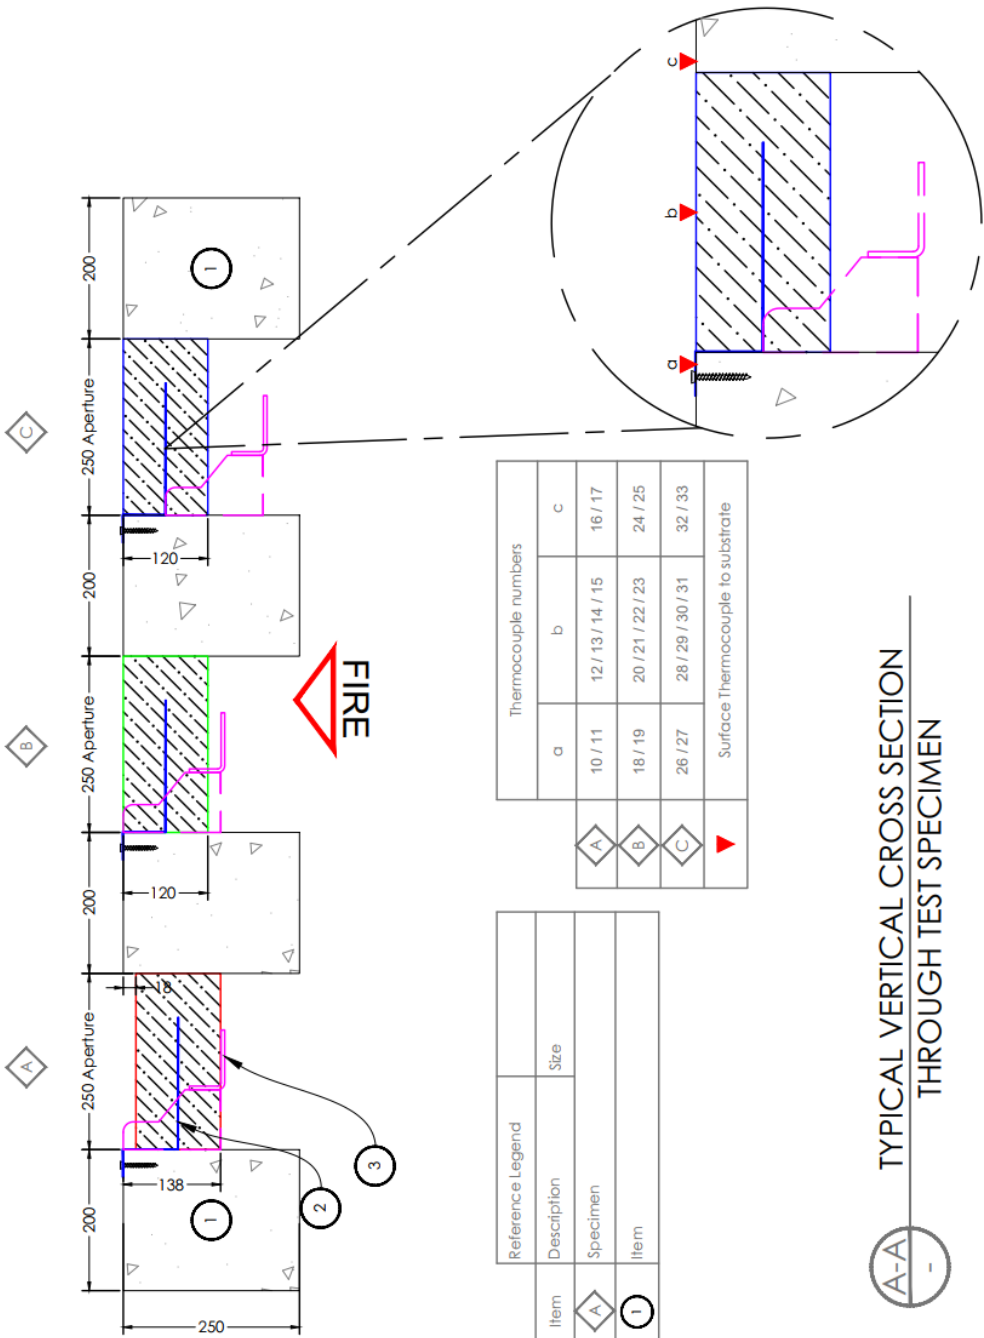 A
B
C
200
250 Aperture
200
250 Aperture
200
250 Aperture
200
250
138
18
120
120
1
2
3
1
FIRE
a
b
c
Reference Legend
Item
Description
Size
A
Specimen
1
Item
Thermocouple numbers
a
b
c
A
10 / 11
12 / 13 / 14 / 15
16 / 17
B
18 / 19
20 / 21 / 22 / 23
24 / 25
C
26 / 27
28 / 29 / 30 / 31
32 / 33
Surface Thermocouple to substrate
A-A
-
TYPICAL VERTICAL CROSS SECTION
THROUGH TEST SPECIMEN